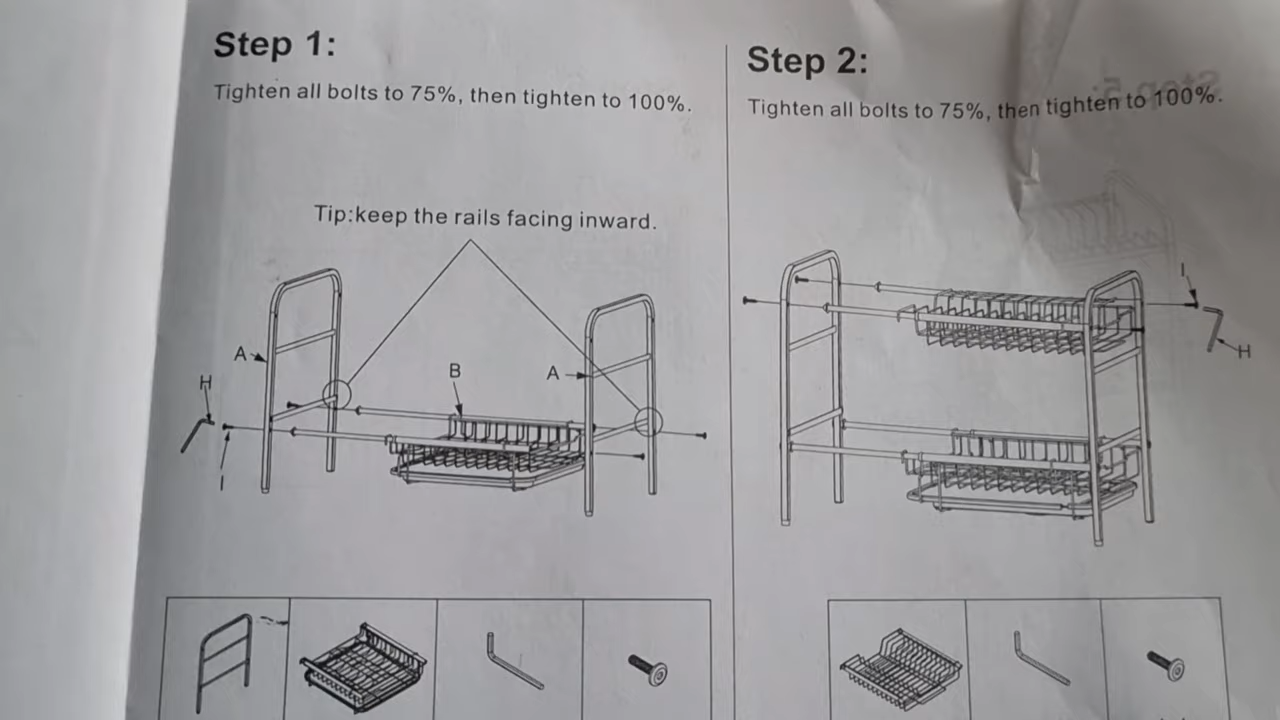 Step 1:
Tighten all bolts to 75%, then tighten to 100%.
Tip:keep the rails facing inward.
A
H
B
A
I
Step 2:
Tighten all bolts to 75%, then tighten to 100%.
I
H